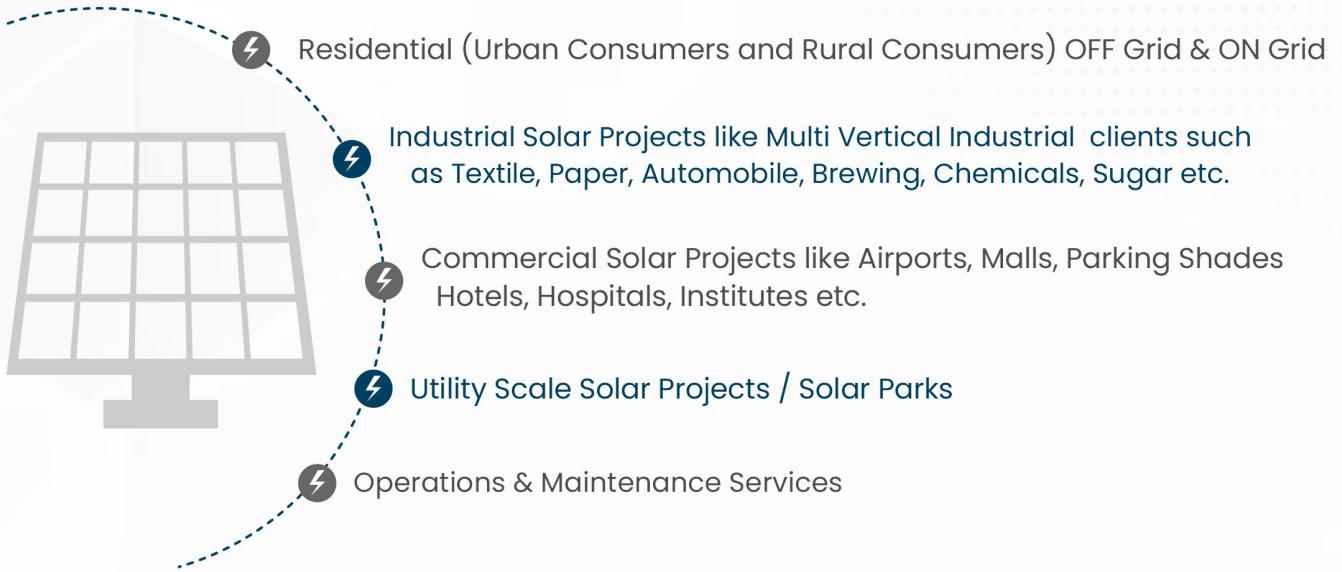 Residential (Urban Consumers and Rural Consumers) OFF Grid & ON Grid
Industrial Solar Projects like Multi Vertical Industrial clients such
as Textile, Paper, Automobile, Brewing, Chemicals, Sugar etc.
Commercial Solar Projects like Airports, Malls, Parking Shades
Hotels, Hospitals, Institutes etc.
Utility Scale Solar Projects / Solar Parks
Operations & Maintenance Services